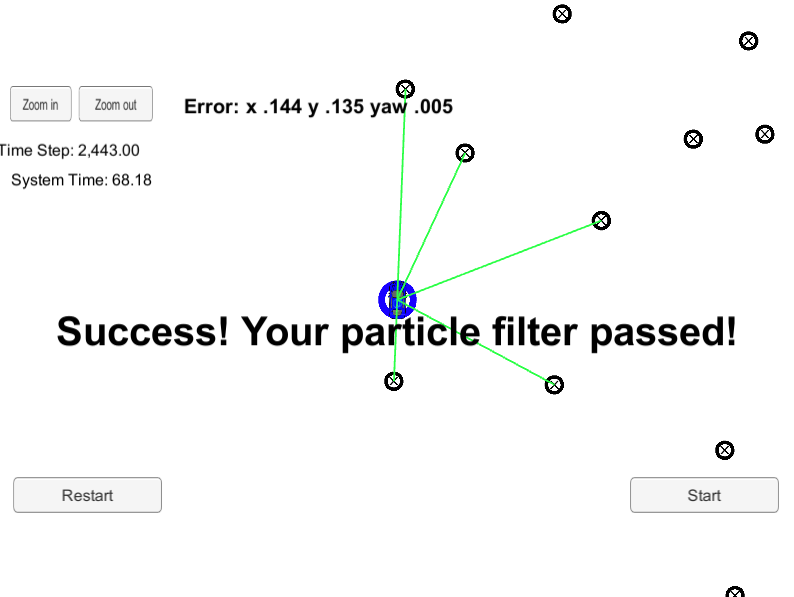 Zoom in
Zoom out
Error: x .144 y .135 yaw .005
Time Step: 2,443.00
System Time: 68.18
Success! Your particle filter passed!
Restart
Start